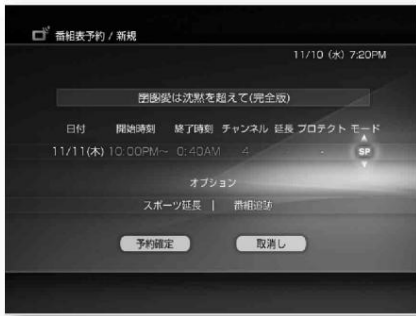 番組表予約 / 新規
11/10 (水) 7:20PM
愛は沈黙を超えて(完全版)
日付 開始時刻 終了時刻 チャンネル 延長 プロテクト モード
11/11(木) 10:00PM~ 0:40AM 4 - SP
オプション
スポーツ延長 | 番組追跡
予約確定 取消し